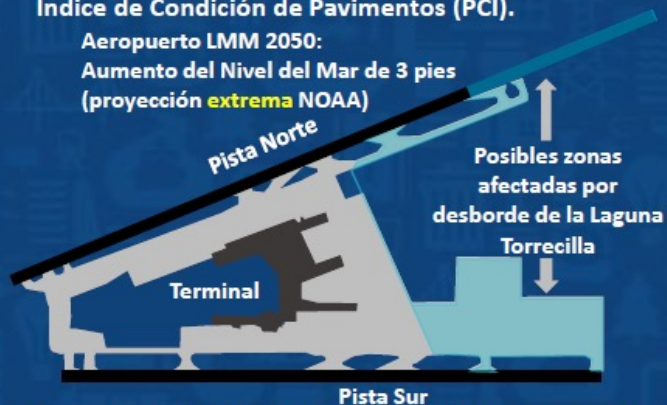 Índice de Condición de Pavimentos (PCI).
Aeropuerto LMM 2050:
Aumento del Nivel del Mar de 3 pies
(proyección extrema NOAA)
Pista Norte
Posibles zonas
afectadas por
desborde de la Laguna
Torrecilla
Terminal
Pista Sur